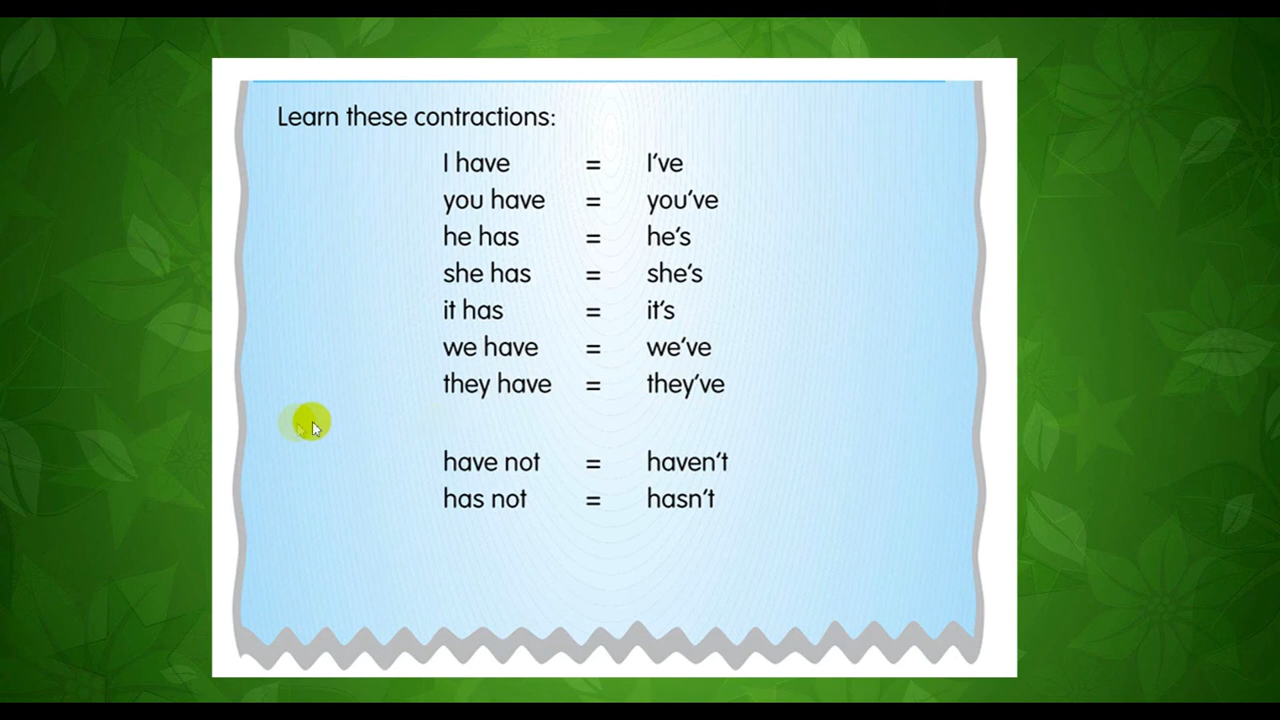 Learn these contractions:
I have = I've
you have = you've
he has = he's
she has = she's
it has = it's
we have = we've
they have = they've
have not = haven't
has not = hasn't